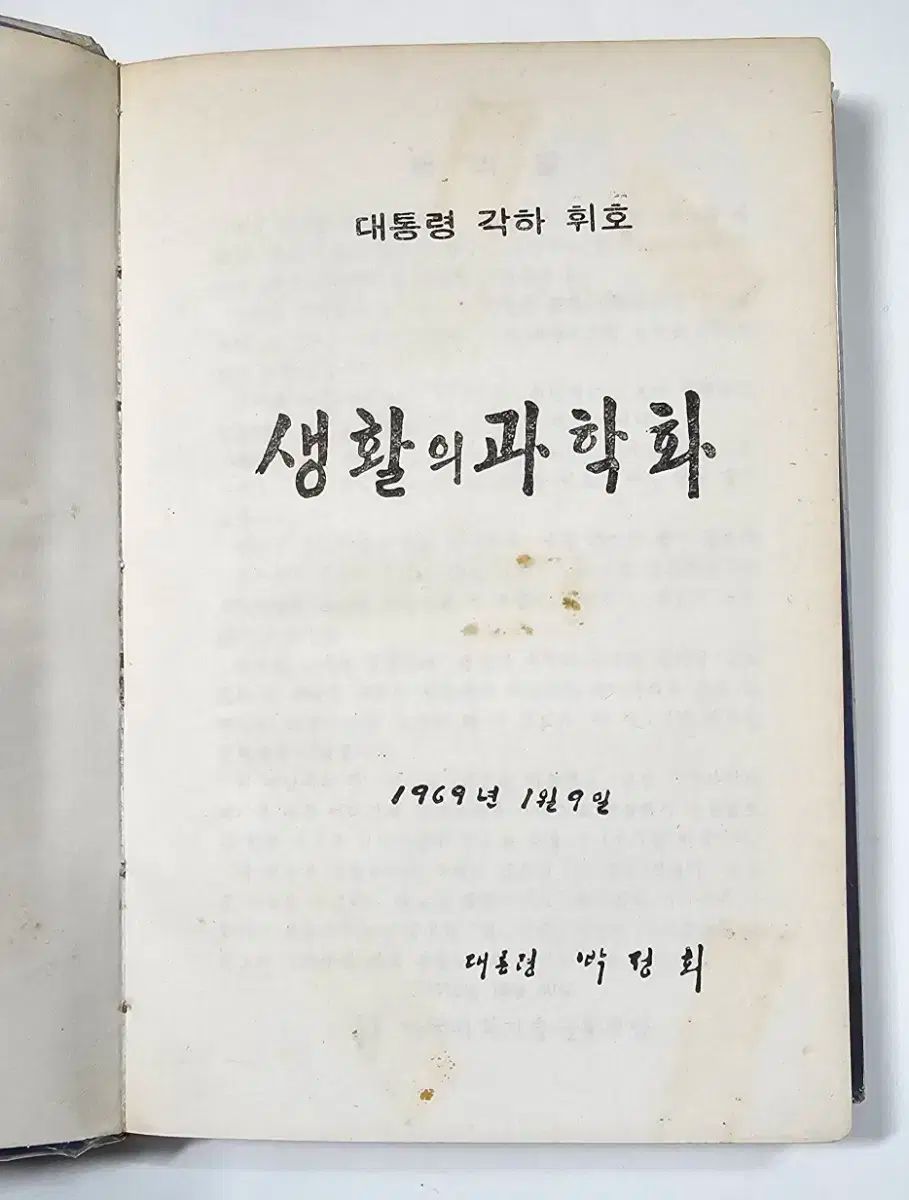 대통령 각하 휘호
생활의과학화
1969년 1월 9일
대통령 박정희